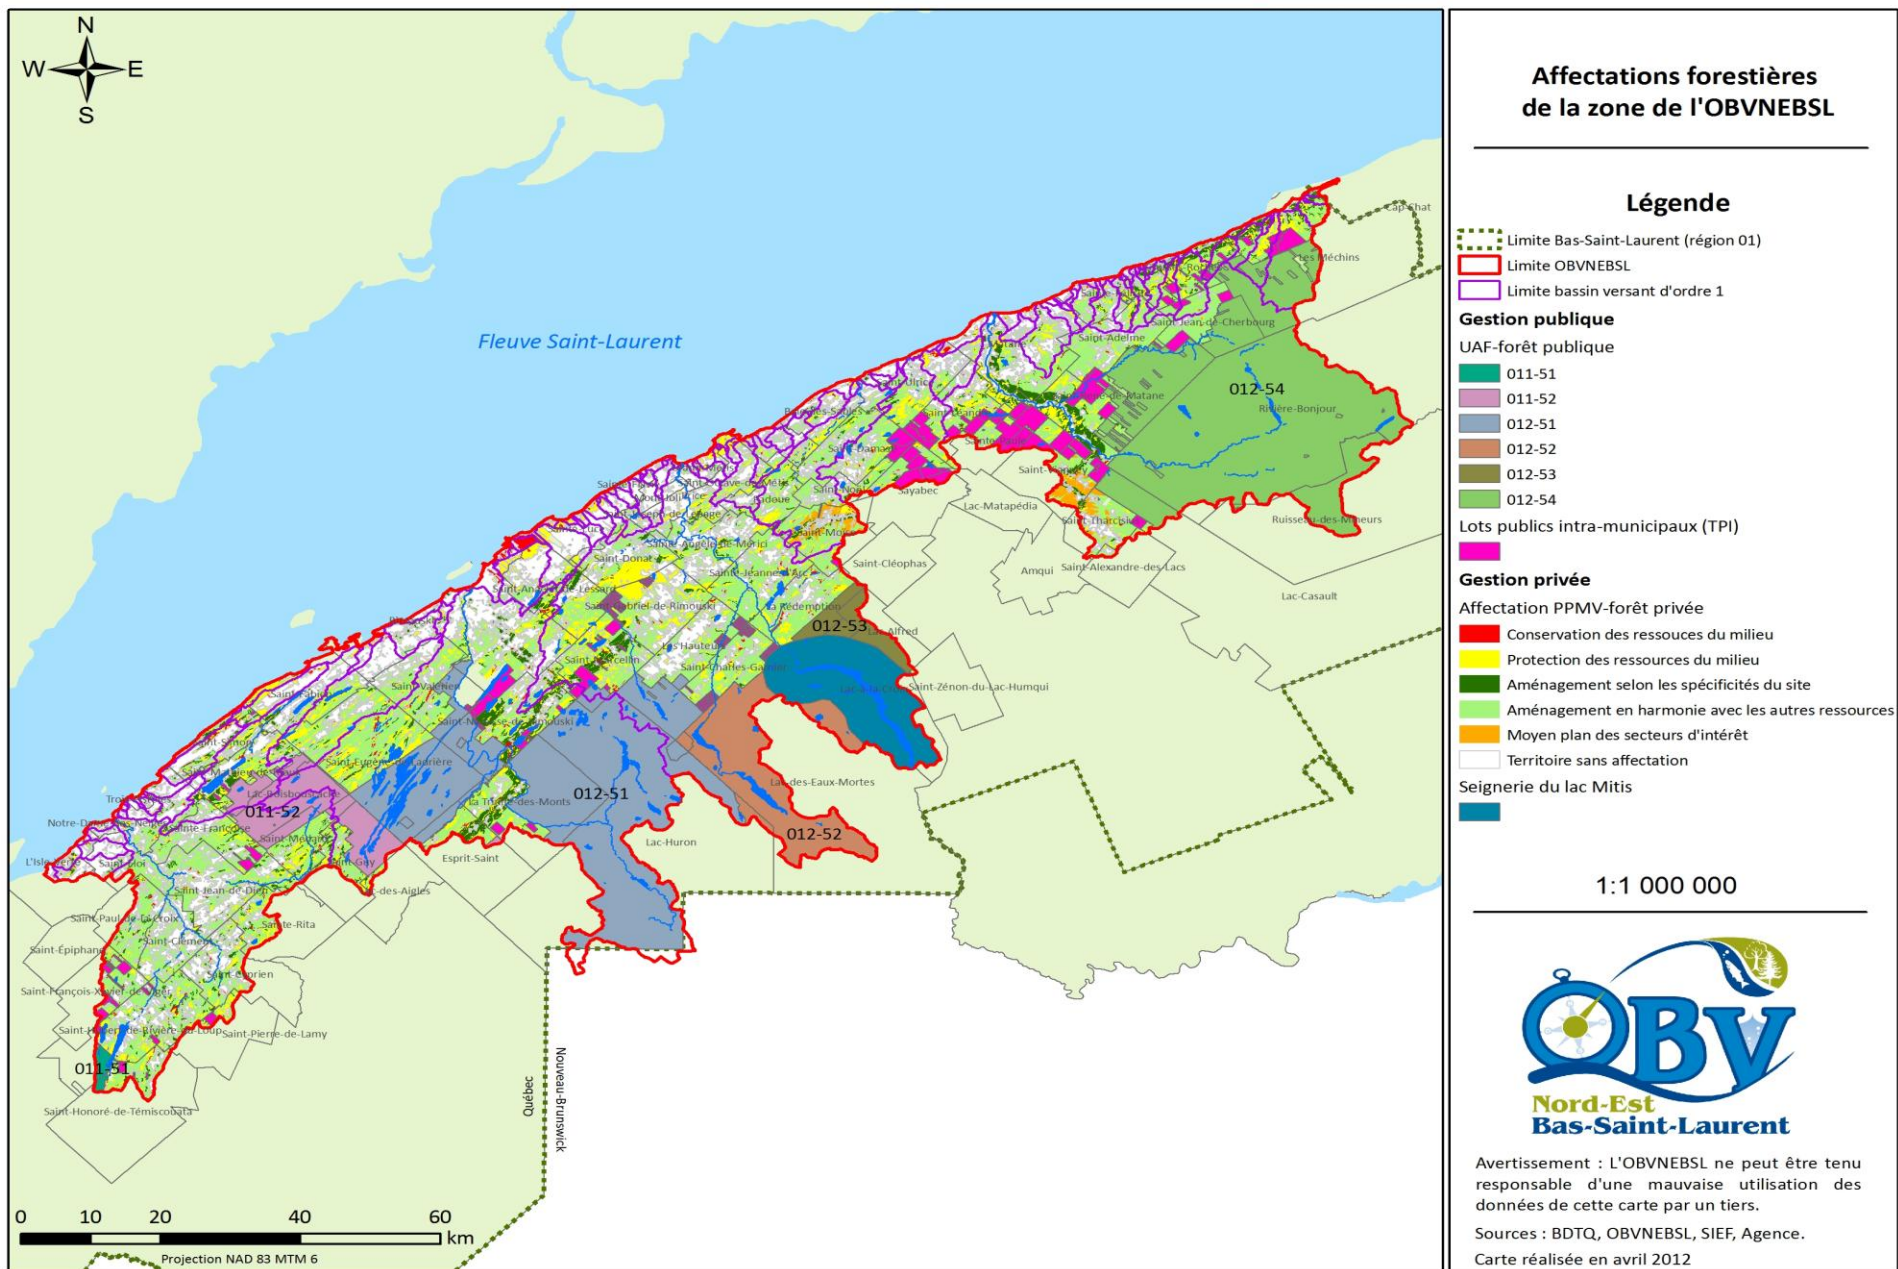 N
W E
S
Fleuve Saint-Laurent
Cap-Chat
Les Méchins
Saint-Jean-de-Cherbourg
Saint-Adelme
012-54
Rivière-Bonjour
Sayabec
Lac-Matapédia
Ruisseau-des-Mineurs
Saint-Cléophas
Amqui
Saint-Alexandre-des-Lacs
Lac-Casault
Saint-Donat
Sainte-Jeanne-d'Arc
Saint-Gabriel-de-Rimouski
La Rédemption
012-53
Lac-Alfred
Les Hauteurs
Saint-Marcellin
Saint-Charles-Garnier
Lac-à-la-Croix
Saint-Zénon-du-Lac-Humqui
Saint-Valérien
Saint-Fabien
Saint-Eugène-de-Ladrière
Lac-Boisbouscache
011-52
La Trinité-des-Monts
012-51
Lac-des-Eaux-Mortes
012-52
Lac-Huron
Esprit-Saint
Saint-Guy
Lac-des-Aigles
L'Isle-Verte
Saint-Jean-de-Dieu
Saint-Paul-de-la-Croix
Sainte-Rita
Saint-Clément
Saint-Épiphane
Saint-Cyprien
Saint-François-Xavier-de-Viger
Saint-Hubert-de-Rivière-du-Loup
Saint-Pierre-de-Lamy
011-51
Saint-Honoré-de-Témiscouata
Québec
Nouveau-Brunswick
0 10 20 40 60
km
Projection NAD 83 MTM 6
Affectations forestières
de la zone de l'OBVNEBSL
Légende
Limite Bas-Saint-Laurent (région 01)
Limite OBVNEBSL
Limite bassin versant d'ordre 1
Gestion publique
UAF-forêt publique
011-51
011-52
012-51
012-52
012-53
012-54
Lots publics intra-municipaux (TPI)
Gestion privée
Affectation PPMV-forêt privée
Conservation des ressouces du milieu
Protection des ressources du milieu
Aménagement selon les spécificités du site
Aménagement en harmonie avec les autres ressources
Moyen plan des secteurs d'intérêt
Territoire sans affectation
Seignerie du lac Mitis
1:1 000 000
OBV
Nord-Est
Bas-Saint-Laurent
Avertissement : L'OBVNEBSL ne peut être tenu
responsable d'une mauvaise utilisation des
données de cette carte par un tiers.
Sources : BDTQ, OBVNEBSL, SIEF, Agence.
Carte réalisée en avril 2012